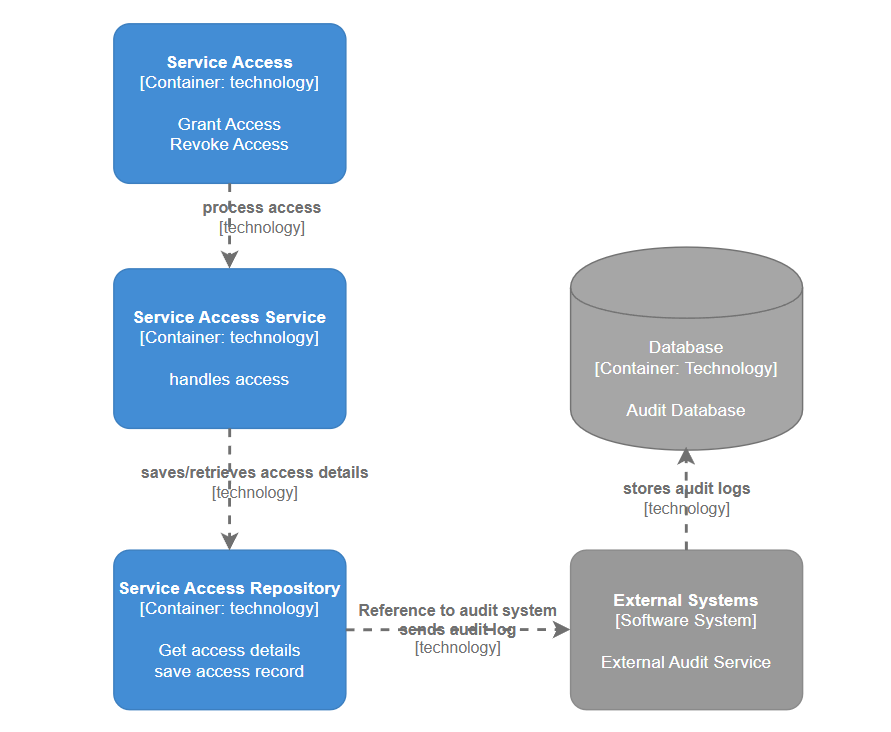 Service Access
[Container: technology]
Grant Access
Revoke Access
process access
[technology]
Service Access Service
[Container: technology]
handles access
saves/retrieves access details
[technology]
Service Access Repository
[Container: technology]
Get access details
save access record
Reference to audit system
sends audit log
[technology]
External Systems
[Software System]
External Audit Service
stores audit logs
[technology]
Database
[Container: Technology]
Audit Database